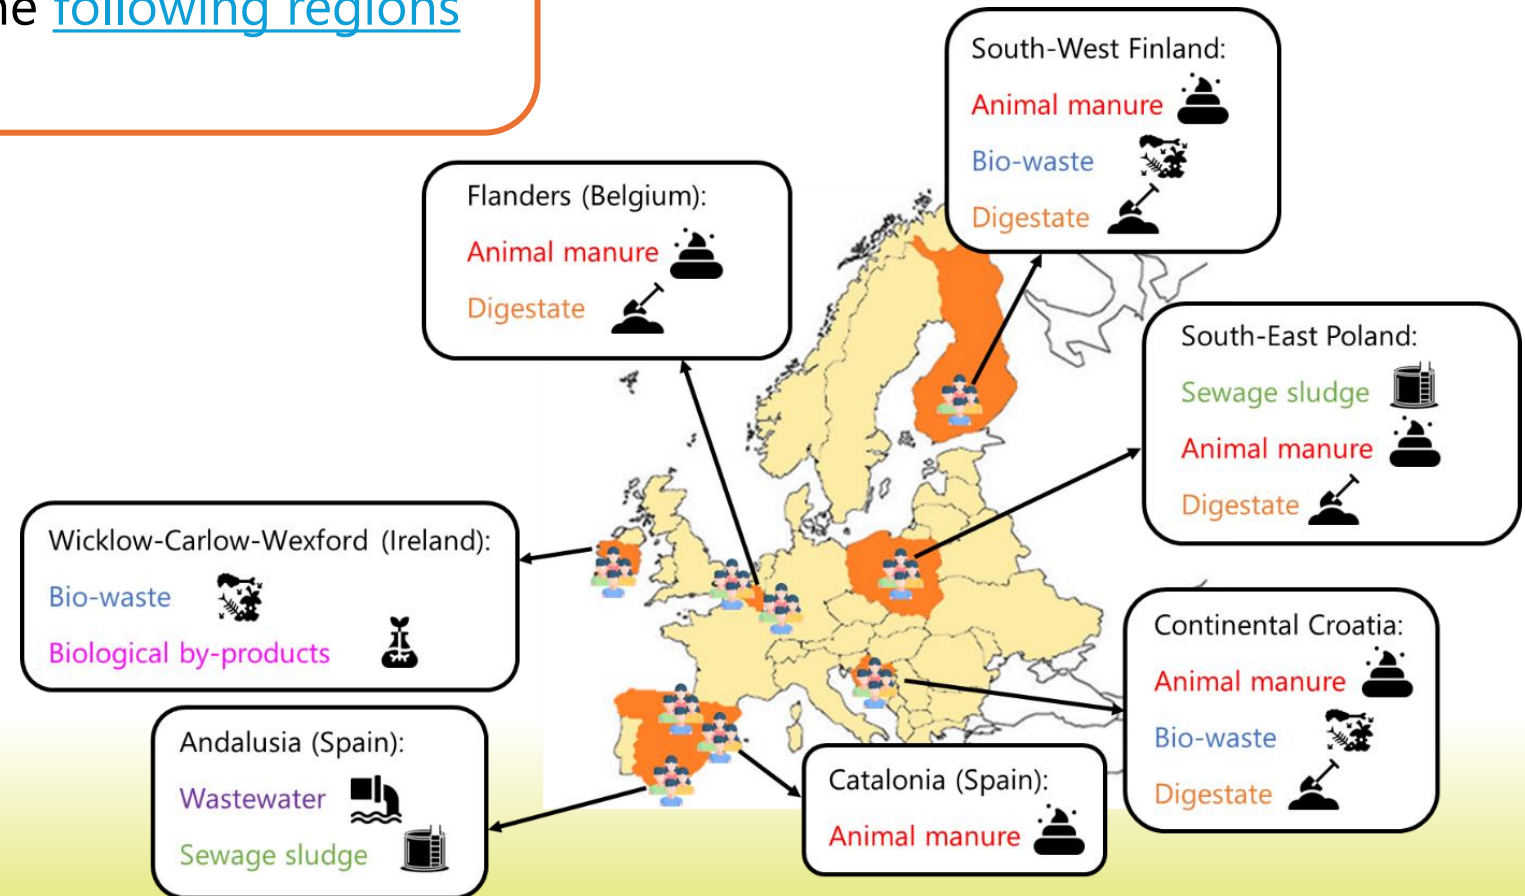 following regions
South-West Finland:
Animal manure
Bio-waste
Digestate
Flanders (Belgium):
Animal manure
Digestate
South-East Poland:
Sewage sludge
Animal manure
Digestate
Wicklow-Carlow-Wexford (Ireland):
Bio-waste
Biological by-products
Continental Croatia:
Animal manure
Bio-waste
Digestate
Andalusia (Spain):
Wastewater
Sewage sludge
Catalonia (Spain):
Animal manure